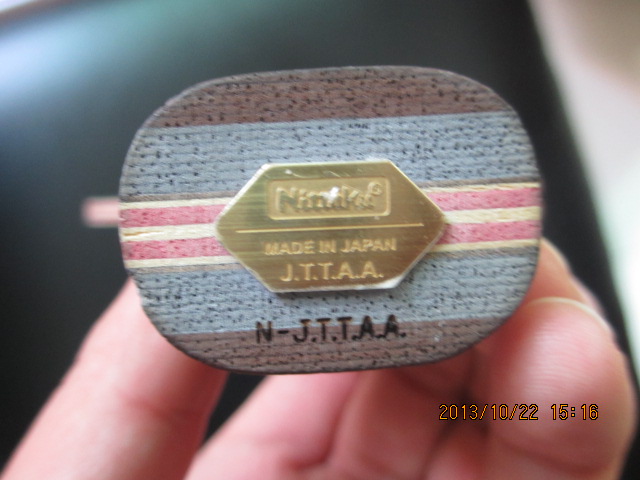 Nittaku
MADE IN JAPAN
J.T.T.A.A.
N-J.T.T.A.A.
2013/10/22 15:16